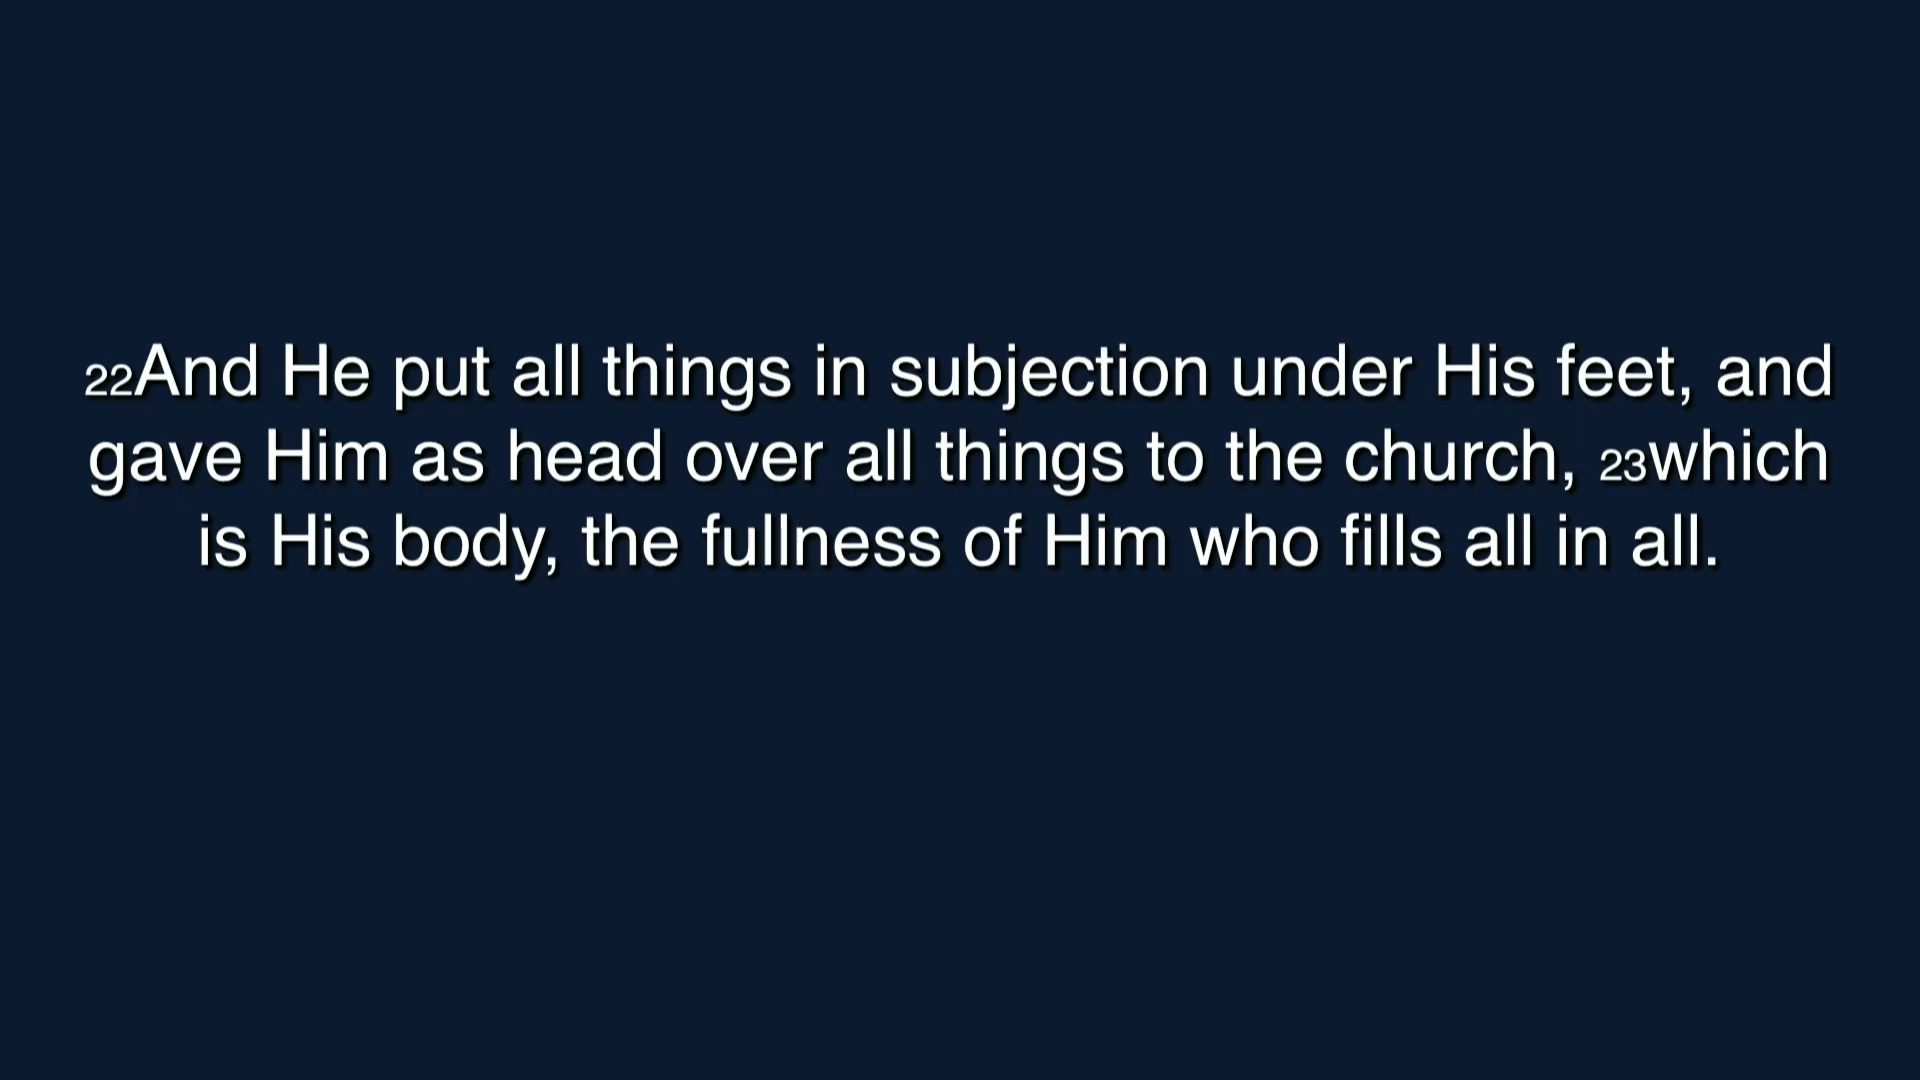 22And He put all things in subjection under His feet, and
gave Him as head over all things to the church, 23which
is His body, the fullness of Him who fills all in all.